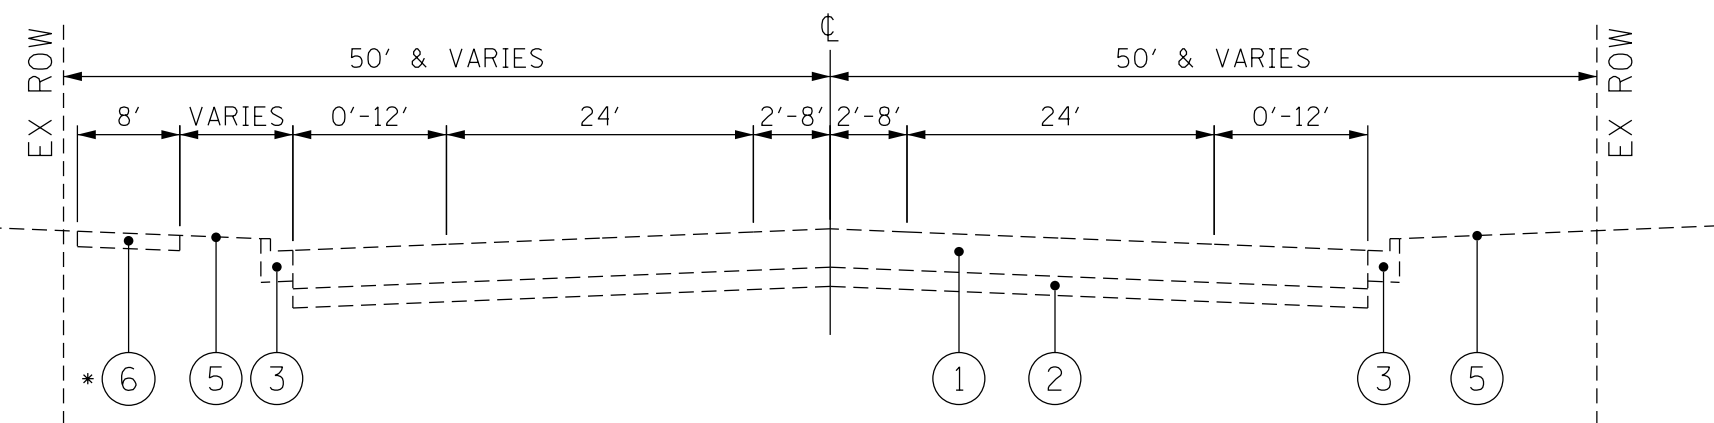 ℄
50' & VARIES 50' & VARIES
EX ROW
EX ROW
8' VARIES 0'-12' 24' 2'-8' 2'-8' 24' 0'-12'
* 6 5 3 1 2 3 5